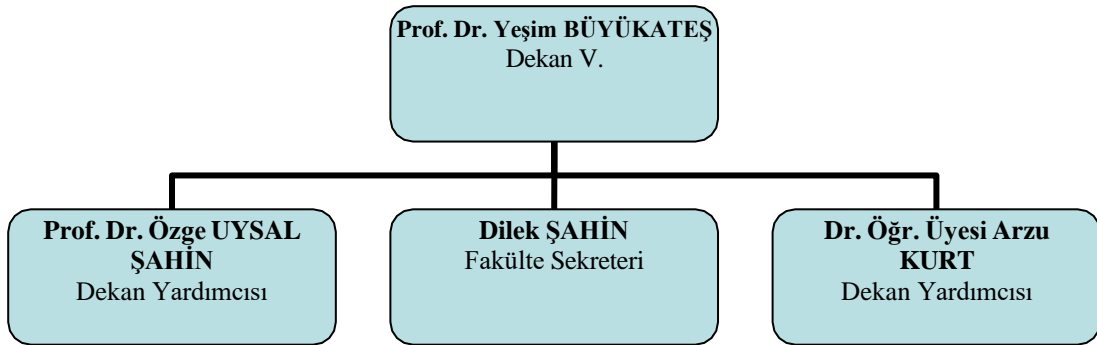 Prof. Dr. Yeşim BÜYÜKATEŞ
Dekan V.
Prof. Dr. Özge UYSAL
ŞAHİN
Dekan Yardımcısı
Dilek ŞAHİN
Fakülte Sekreteri
Dr. Öğr. Üyesi Arzu
KURT
Dekan Yardımcısı